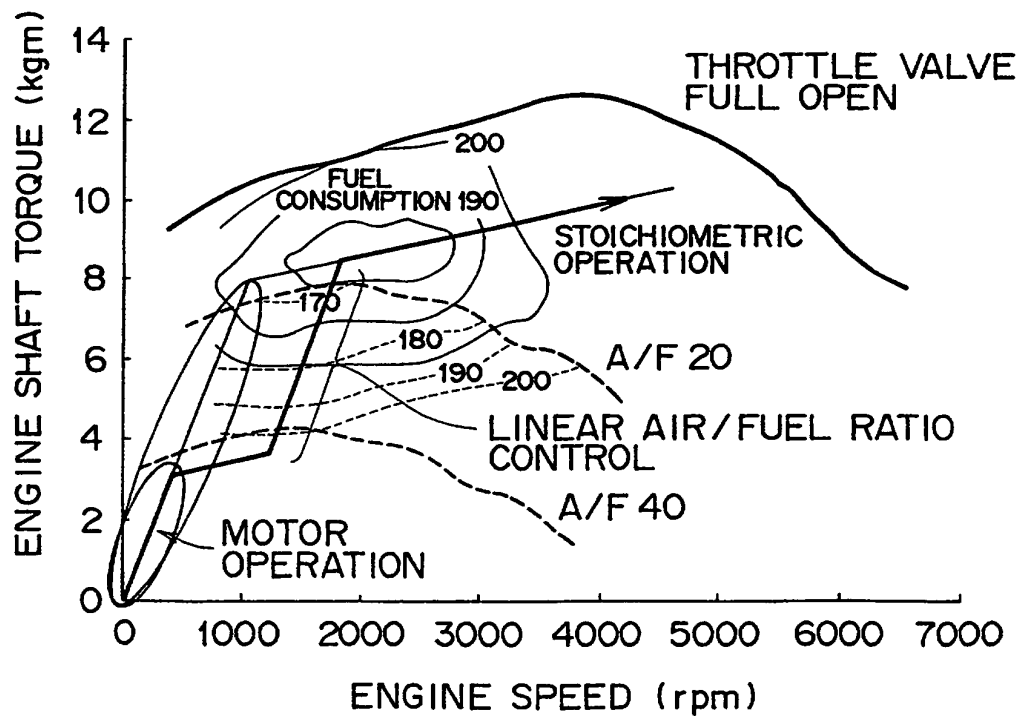 ENGINE SHAFT TORQUE (kgm)
14
12
10
8
6
4
2
0
THROTTLE VALVE
FULL OPEN
200
FUEL
CONSUMPTION 190
STOICHIOMETRIC
OPERATION
170
180
190
200
A/F 20
LINEAR AIR/FUEL RATIO
CONTROL
A/F 40
MOTOR
OPERATION
0 1000 2000 3000 4000 5000 6000 7000
ENGINE SPEED (rpm)